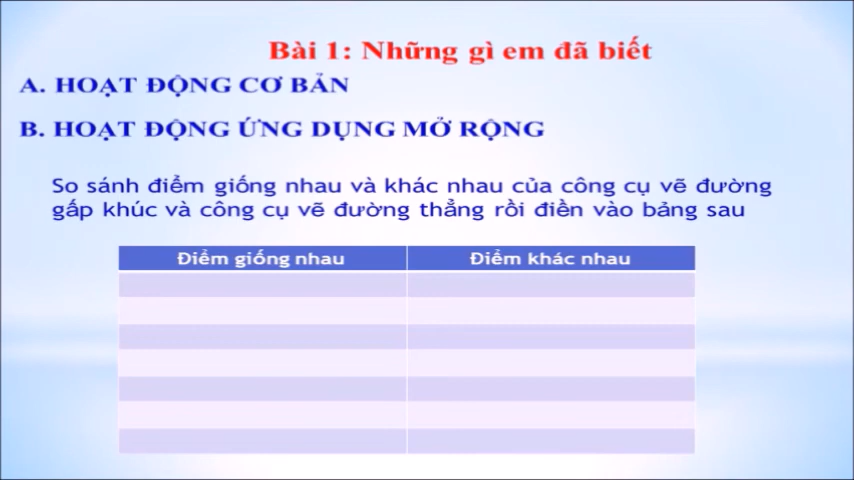 Bài 1: Những gì em đã biết
A. HOẠT ĐỘNG CƠ BẢN
B. HOẠT ĐỘNG ỨNG DỤNG MỞ RỘNG
So sánh điểm giống nhau và khác nhau của công cụ vẽ đường
gấp khúc và công cụ vẽ đường thẳng rồi điền vào bảng sau
Điểm giống nhau Điểm khác nhau